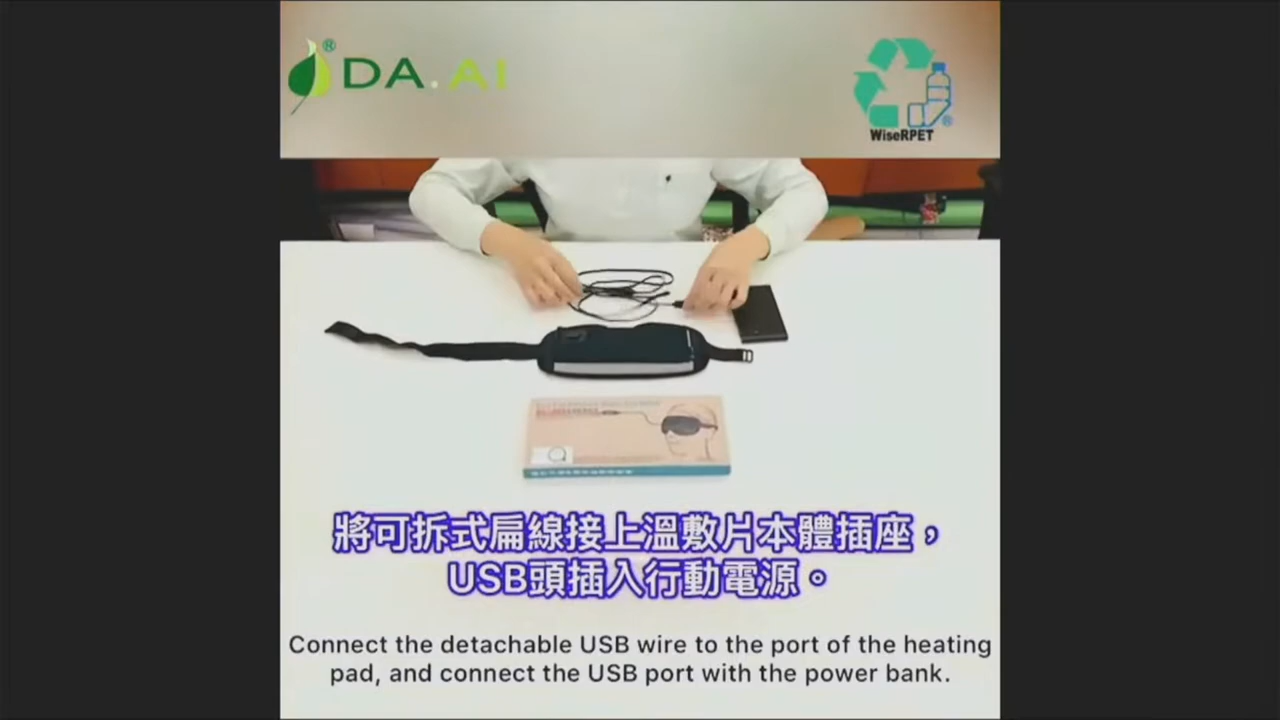 DA.AI
WiseRPET
將可拆式扁線接上溫敷片本體插座，
USB頭插入行動電源。
Connect the detachable USB wire to the port of the heating
pad, and connect the USB port with the power bank.